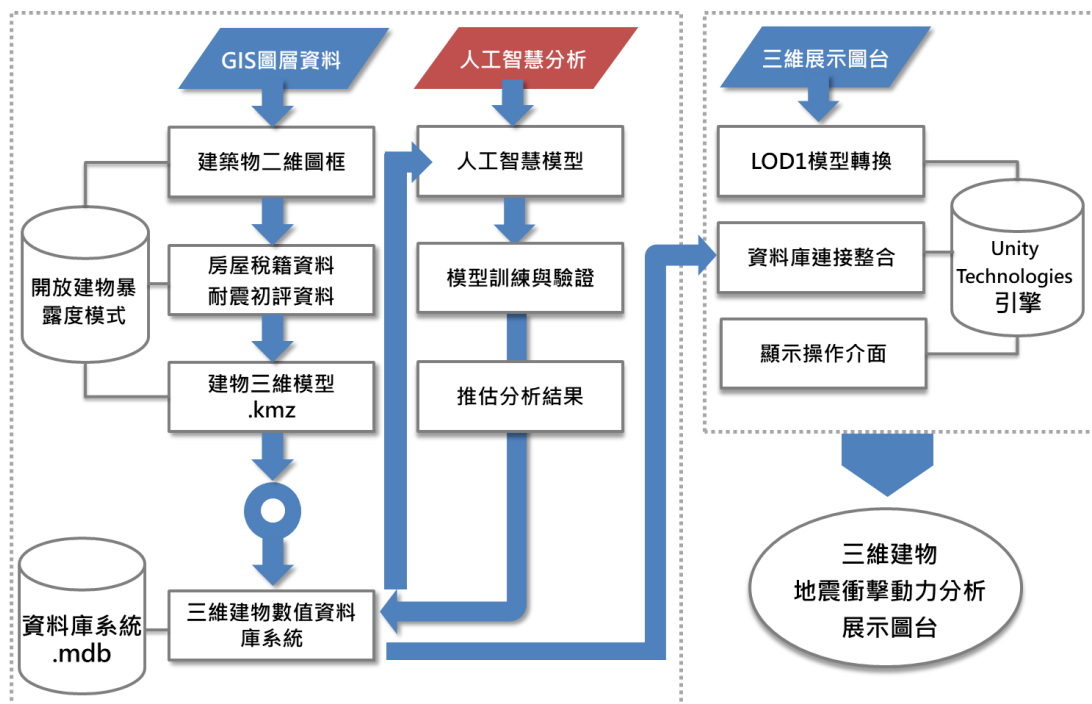 GIS圖層資料
建築物二維圖框
房屋稅籍資料
耐震初評資料
建物三維模型
.kmz
開放建物暴
露度模式
資料庫系統
.mdb
三維建物數值資料
庫系統
人工智慧分析
人工智慧模型
模型訓練與驗證
推估分析結果
三維展示圖台
LOD1模型轉換
資料庫連接整合
顯示操作介面
Unity
Technologies
引擎
三維建物
地震衝擊動力分析
展示圖台